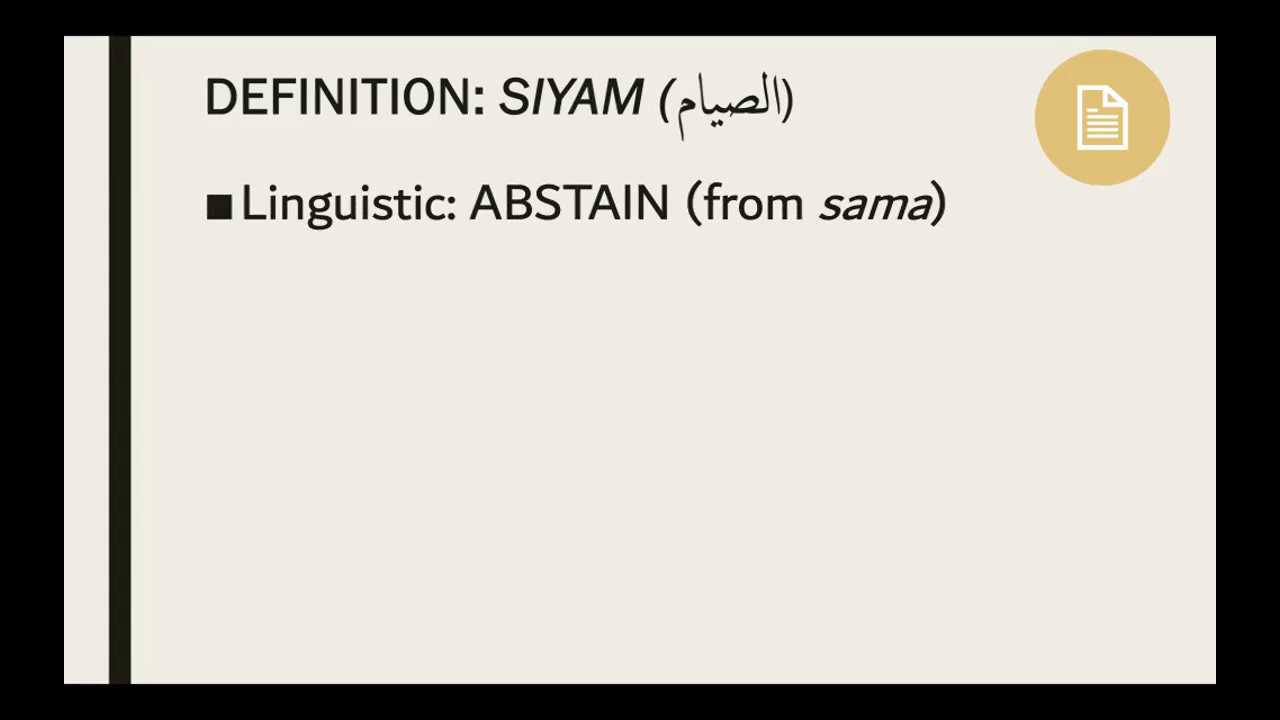 DEFINITION: SIYAM (الصيام)
■ Linguistic: ABSTAIN (from sama)